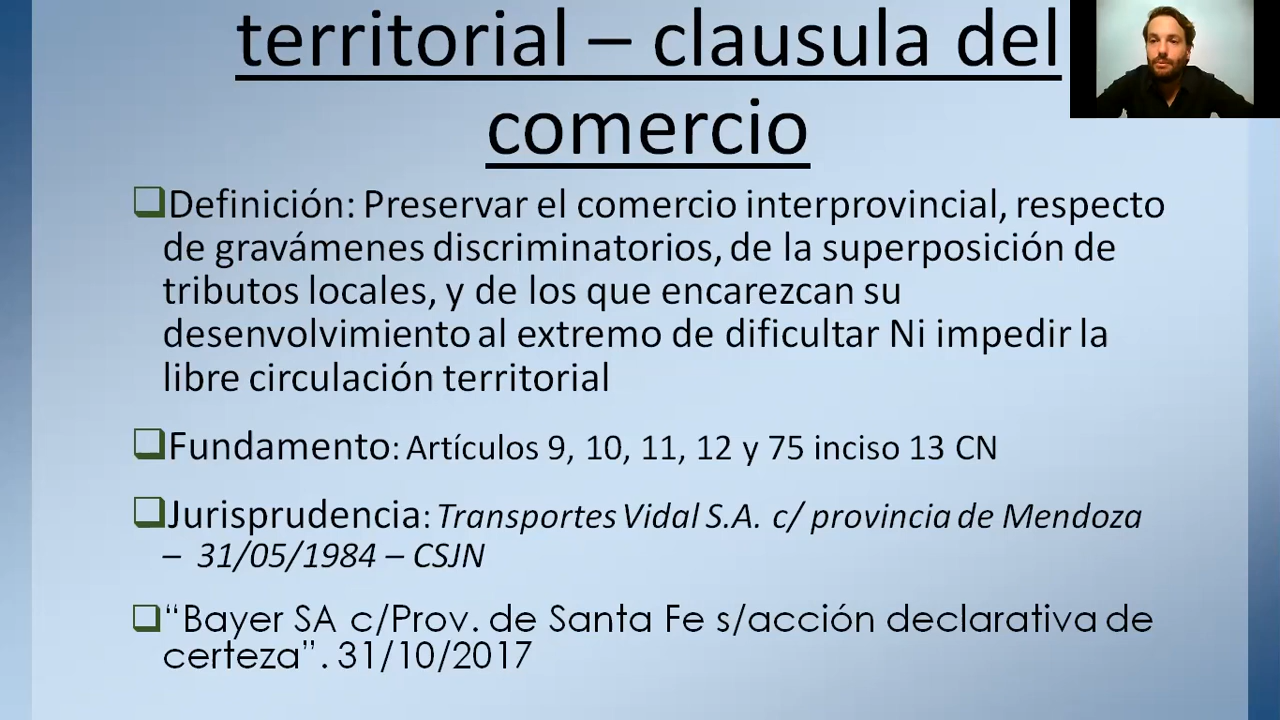 territorial – clausula del
comercio
Definición: Preservar el comercio interprovincial, respecto
de gravámenes discriminatorios, de la superposición de
tributos locales, y de los que encarezcan su
desenvolvimiento al extremo de dificultar Ni impedir la
libre circulación territorial
Fundamento: Artículos 9, 10, 11, 12 y 75 inciso 13 CN
Jurisprudencia: Transportes Vidal S.A. c/ provincia de Mendoza
– 31/05/1984 – CSJN
“Bayer SA c/Prov. de Santa Fe s/acción declarativa de
certeza”. 31/10/2017